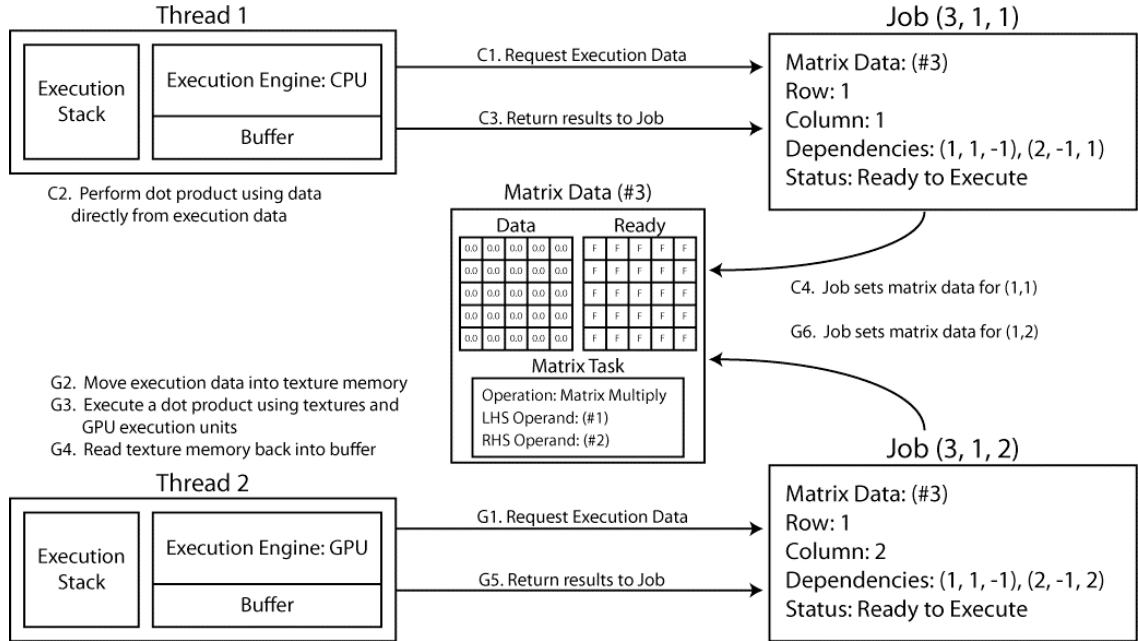 Thread 1
Execution
Stack
Execution Engine: CPU
Buffer
C1. Request Execution Data
C3. Return results to Job
Job (3, 1, 1)
Matrix Data: (#3)
Row: 1
Column: 1
Dependencies: (1, 1, -1), (2, -1, 1)
Status: Ready to Execute
C2. Perform dot product using data
directly from execution data
Matrix Data (#3)
Data Ready
0.0 0.0 0.0 0.0 0.0 F F F F F
0.0 0.0 0.0 0.0 0.0 F F F F F
0.0 0.0 0.0 0.0 0.0 F F F F F
0.0 0.0 0.0 0.0 0.0 F F F F F
0.0 0.0 0.0 0.0 0.0 F F F F F
Matrix Task
Operation: Matrix Multiply
LHS Operand: (#1)
RHS Operand: (#2)
C4. Job sets matrix data for (1,1)
G6. Job sets matrix data for (1,2)
G2. Move execution data into texture memory
G3. Execute a dot product using textures and
GPU execution units
G4. Read texture memory back into buffer
Thread 2
Execution
Stack
Execution Engine: GPU
Buffer
G1. Request Execution Data
G5. Return results to Job
Job (3, 1, 2)
Matrix Data: (#3)
Row: 1
Column: 2
Dependencies: (1, 1, -1), (2, -1, 2)
Status: Ready to Execute